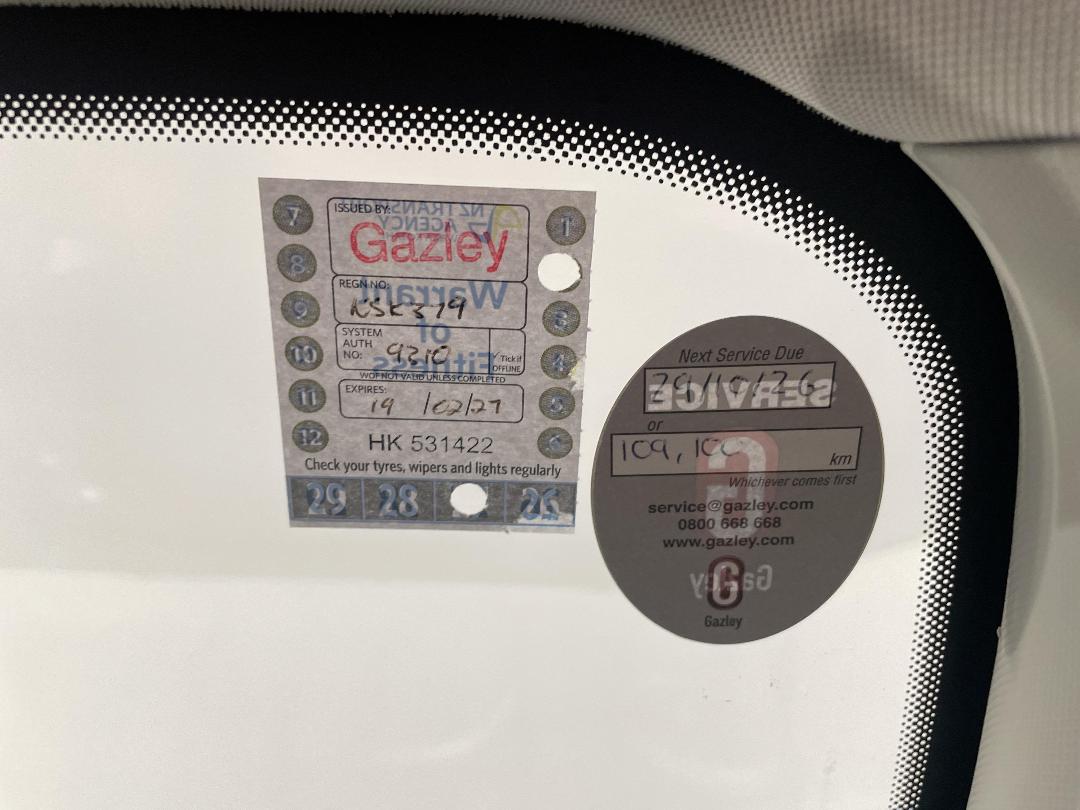 ISSUED BY:
Gazley
REGN NO:
KSK379
SYSTEM
AUTH
NO: 9210
Tick if
OFFLINE
WOF NOT VALID UNLESS COMPLETED
EXPIRES:
19 /02/27
HK 531422
Check your tyres, wipers and lights regularly
7
8
9
10
11
12
1
3
4
5
6
29 28 26
NZ TRANSPORT
AGENCY
Warrant
of
Fitness
Next Service Due
29/10/26
SERVICE
or
109,100 km
Whichever comes first
service@gazley.com
0800 668 668
www.gazley.com
Gazley
Gazley